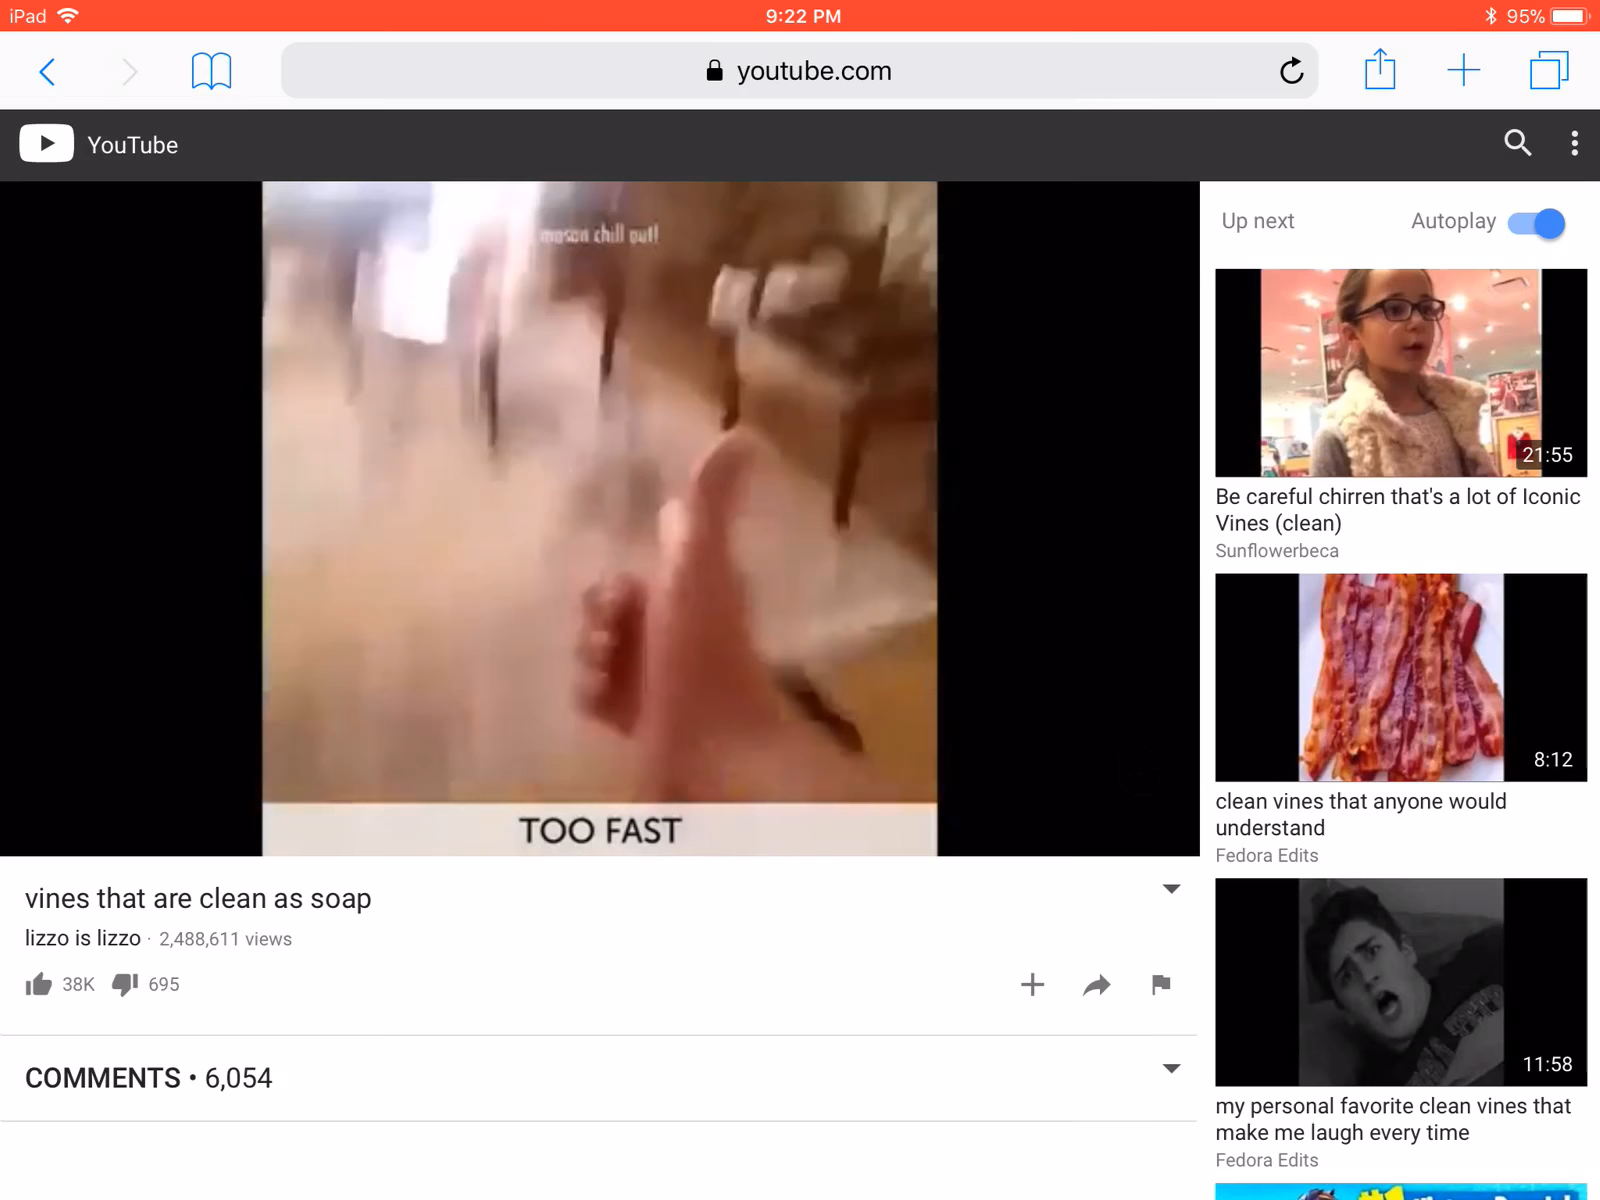 iPad
9:22 PM
95%
youtube.com
YouTube
mason chill out!
TOO FAST
vines that are clean as soap
lizzo is lizzo · 2,488,611 views
38K 695
COMMENTS • 6,054
Up next Autoplay
21:55
Be careful chirren that's a lot of Iconic
Vines (clean)
Sunflowerbeca
8:12
clean vines that anyone would
understand
Fedora Edits
11:58
my personal favorite clean vines that
make me laugh every time
Fedora Edits